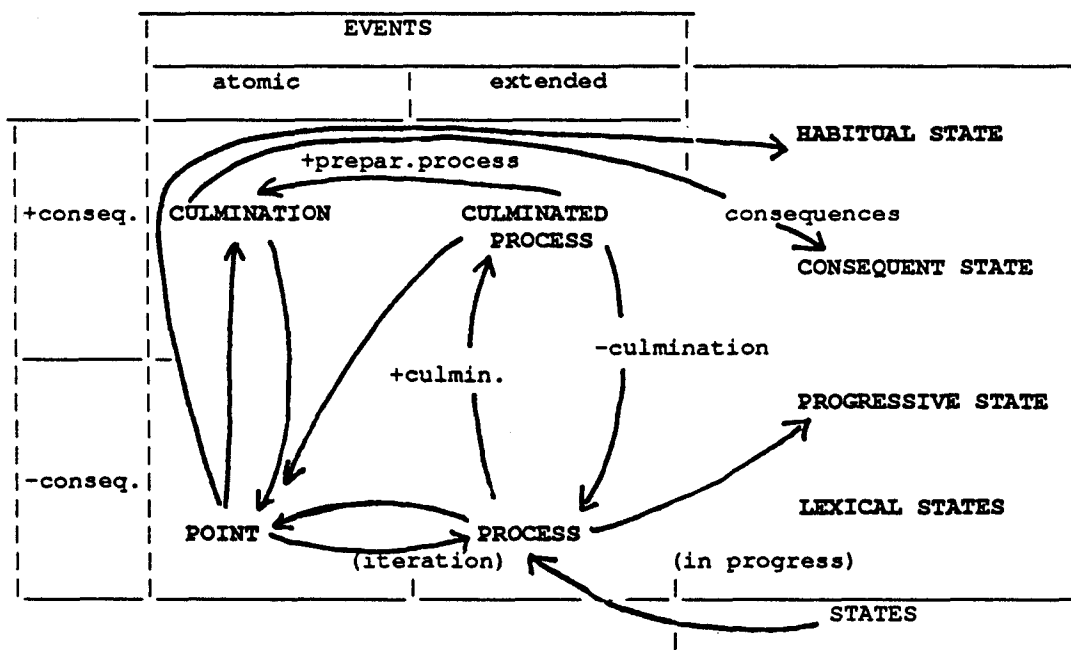 EVENTS
atomic extended
HABITUAL STATE
+prepar.process
+conseq. CULMINATION CULMINATED consequences
PROCESS
CONSEQUENT STATE
-culmination
+culmin.
PROGRESSIVE STATE
-conseq.
LEXICAL STATES
POINT PROCESS
(iteration) (in progress)
STATES